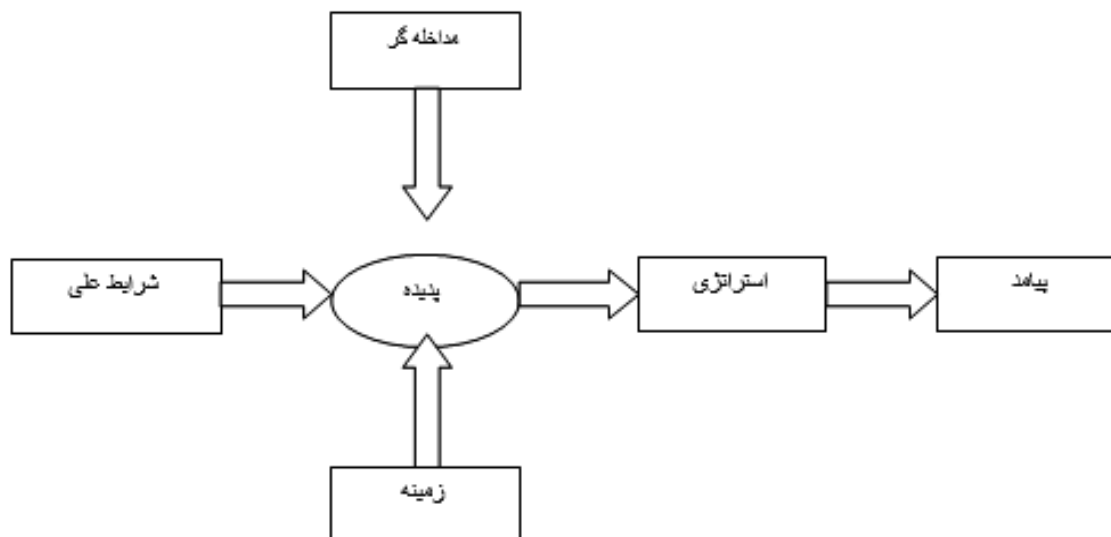 مداخله گر
شرایط علی
پدیده
استراتژی
پیامد
زمینه